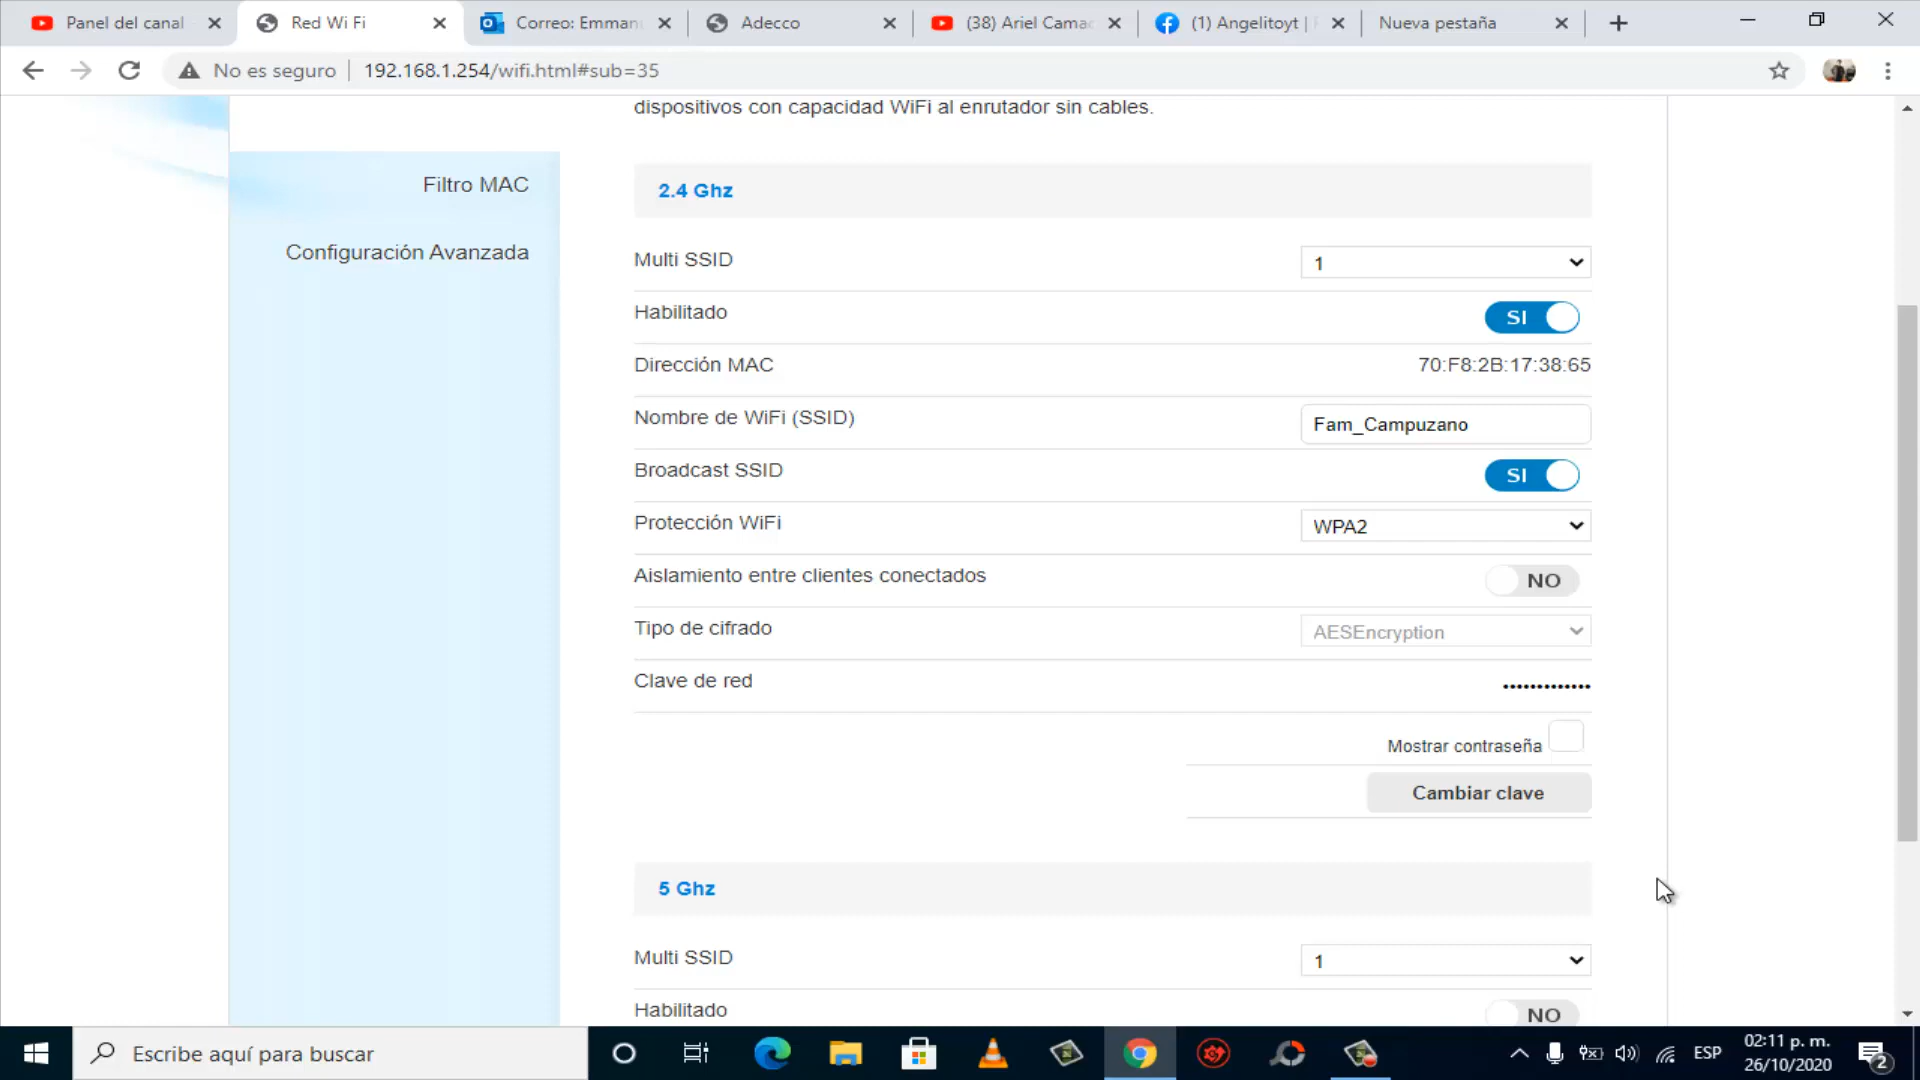 Panel del canal
Red Wi Fi
Correo: Emman
Adecco
(38) Ariel Camac
(1) Angelitoyt |
Nueva pestaña
No es seguro
192.168.1.254/wifi.html#sub=35
dispositivos con capacidad WiFi al enrutador sin cables.
Filtro MAC
Configuración Avanzada
2.4 Ghz
Multi SSID
1
Habilitado
SI
Dirección MAC
70:F8:2B:17:38:65
Nombre de WiFi (SSID)
Fam_Campuzano
Broadcast SSID
SI
Protección WiFi
WPA2
Aislamiento entre clientes conectados
NO
Tipo de cifrado
AESEncryption
Clave de red
•••••••••••••
Mostrar contraseña
Cambiar clave
5 Ghz
Multi SSID
1
Habilitado
NO
Escribe aquí para buscar
ESP
02:11 p. m.
26/10/2020
2